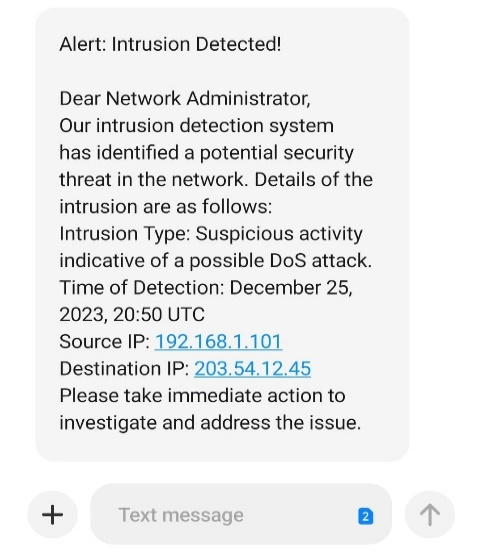 Alert: Intrusion Detected!
Dear Network Administrator,
Our intrusion detection system
has identified a potential security
threat in the network. Details of the
intrusion are as follows:
Intrusion Type: Suspicious activity
indicative of a possible DoS attack.
Time of Detection: December 25,
2023, 20:50 UTC
Source IP: 192.168.1.101
Destination IP: 203.54.12.45
Please take immediate action to
investigate and address the issue.
Text message
2